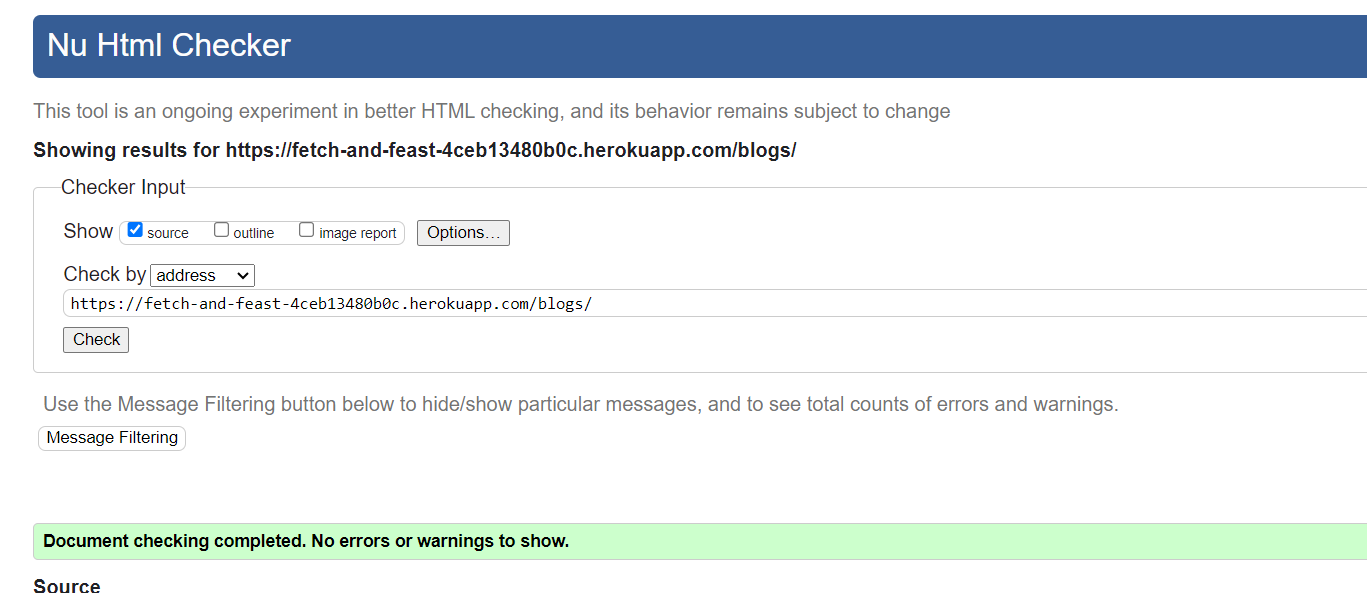 Nu Html Checker
This tool is an ongoing experiment in better HTML checking, and its behavior remains subject to change
Showing results for https://fetch-and-feast-4ceb13480b0c.herokuapp.com/blogs/
Checker Input
Show source outline image report Options...
Check by address
https://fetch-and-feast-4ceb13480b0c.herokuapp.com/blogs/
Check
Use the Message Filtering button below to hide/show particular messages, and to see total counts of errors and warnings.
Message Filtering
Document checking completed. No errors or warnings to show.
Source